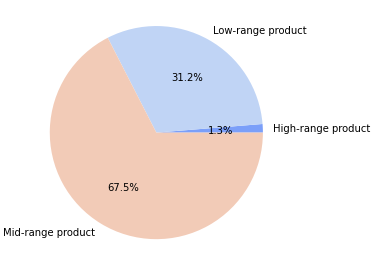 Low-range product
31.2%
1.3%
High-range product
67.5%
Mid-range product